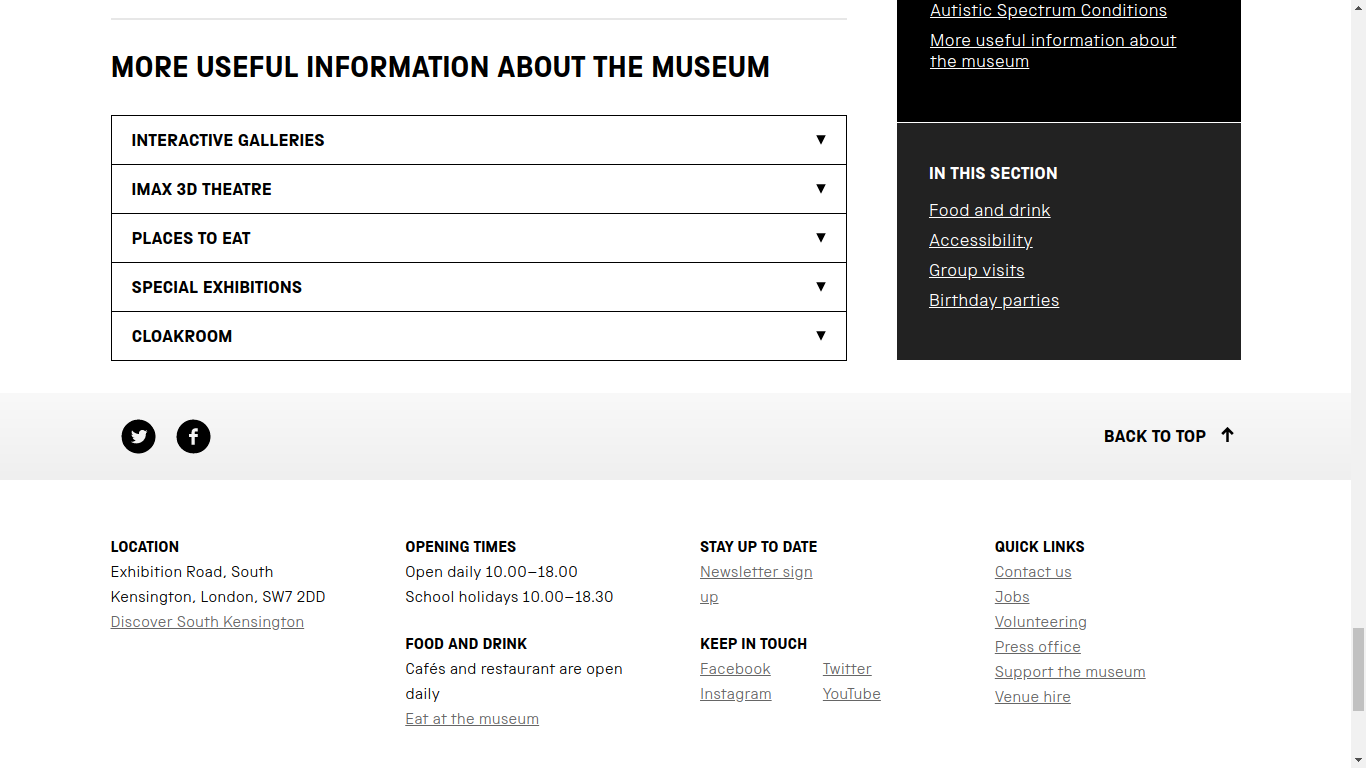 Autistic Spectrum Conditions
More useful information about
the museum
MORE USEFUL INFORMATION ABOUT THE MUSEUM
INTERACTIVE GALLERIES
IMAX 3D THEATRE
PLACES TO EAT
SPECIAL EXHIBITIONS
CLOAKROOM
IN THIS SECTION
Food and drink
Accessibility
Group visits
Birthday parties
BACK TO TOP
LOCATION
Exhibition Road, South
Kensington, London, SW7 2DD
Discover South Kensington
OPENING TIMES
Open daily 10.00–18.00
School holidays 10.00–18.30
FOOD AND DRINK
Cafés and restaurant are open
daily
Eat at the museum
STAY UP TO DATE
Newsletter sign
up
KEEP IN TOUCH
Facebook
Twitter
Instagram
YouTube
QUICK LINKS
Contact us
Jobs
Volunteering
Press office
Support the museum
Venue hire